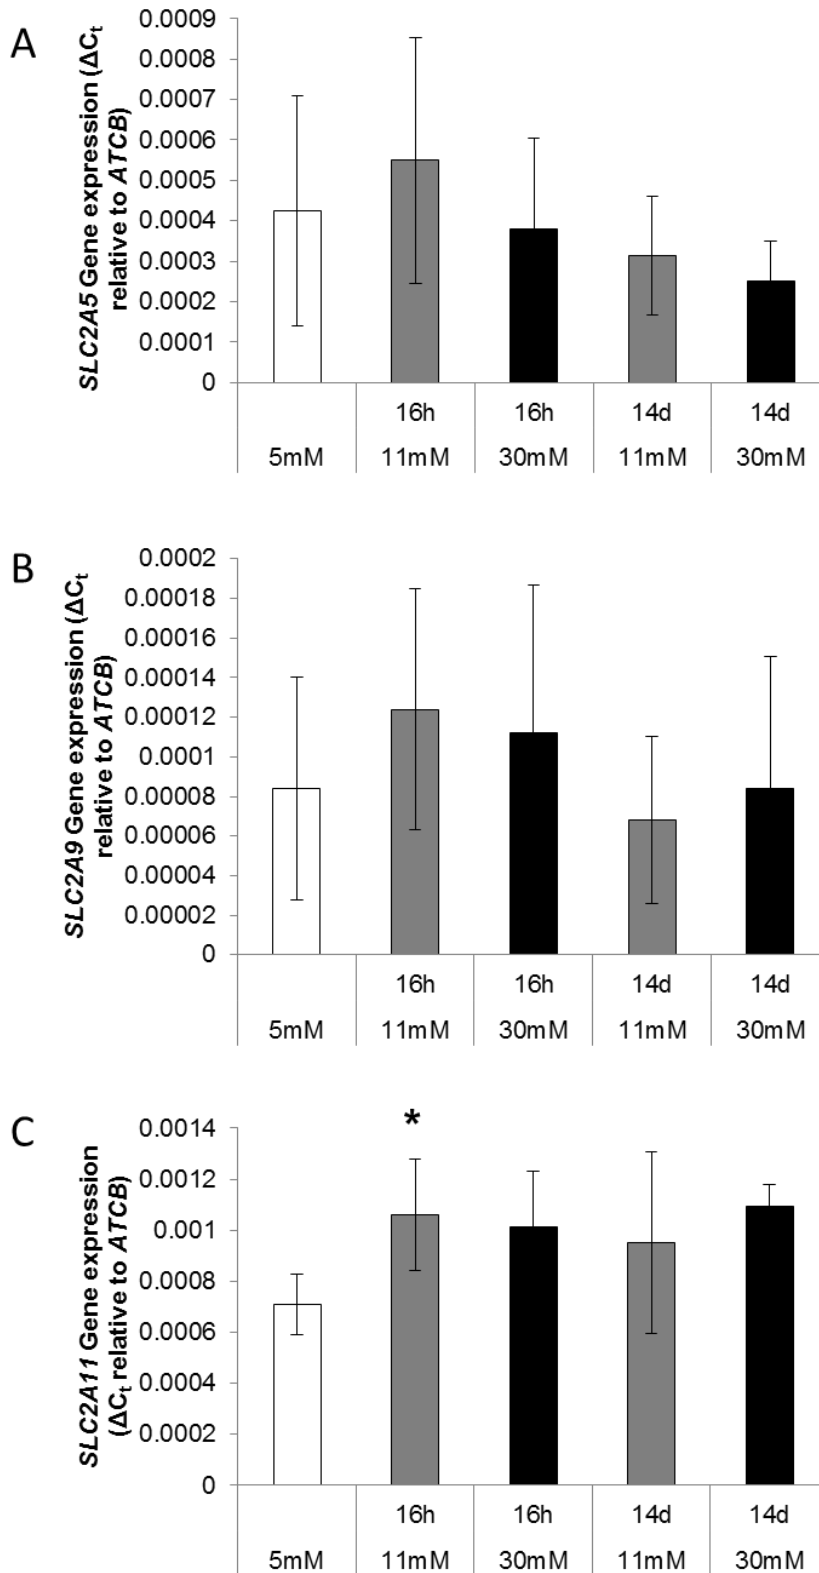 A
SLC2A5 Gene expression (ΔCt
relative to ATCB)
0.0009
0.0008
0.0007
0.0006
0.0005
0.0004
0.0003
0.0002
0.0001
0
16h 16h 14d 14d
5mM 11mM 30mM 11mM 30mM
B
SLC2A9 Gene expression (ΔCt
relative to ATCB)
0.0002
0.00018
0.00016
0.00014
0.00012
0.0001
0.00008
0.00006
0.00004
0.00002
0
16h 16h 14d 14d
5mM 11mM 30mM 11mM 30mM
C
SLC2A11 Gene expression
(ΔCt relative to ATCB)
0.0014
0.0012
0.001
0.0008
0.0006
0.0004
0.0002
0
*
16h 16h 14d 14d
5mM 11mM 30mM 11mM 30mM